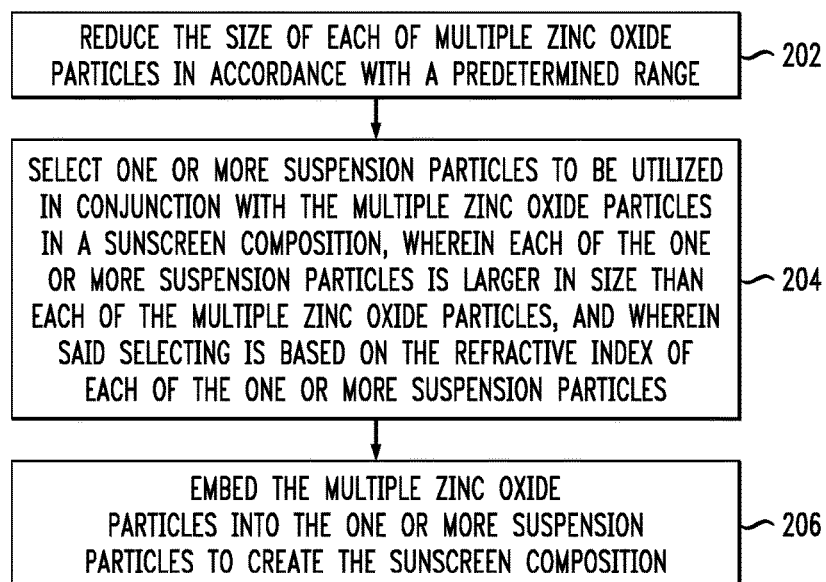 REDUCE THE SIZE OF EACH OF MULTIPLE ZINC OXIDE
PARTICLES IN ACCORDANCE WITH A PREDETERMINED RANGE
202
SELECT ONE OR MORE SUSPENSION PARTICLES TO BE UTILIZED
IN CONJUNCTION WITH THE MULTIPLE ZINC OXIDE PARTICLES
IN A SUNSCREEN COMPOSITION, WHEREIN EACH OF THE ONE
OR MORE SUSPENSION PARTICLES IS LARGER IN SIZE THAN
EACH OF THE MULTIPLE ZINC OXIDE PARTICLES, AND WHEREIN
SAID SELECTING IS BASED ON THE REFRACTIVE INDEX OF
EACH OF THE ONE OR MORE SUSPENSION PARTICLES
204
EMBED THE MULTIPLE ZINC OXIDE
PARTICLES INTO THE ONE OR MORE SUSPENSION
PARTICLES TO CREATE THE SUNSCREEN COMPOSITION
206